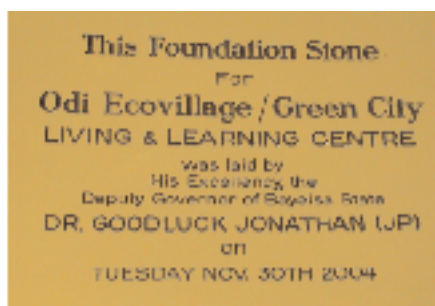 This Foundation Stone
For
Odi Ecovillage/Green City
LIVING & LEARNING CENTRE
was laid by
His Excellency, the
Deputy Governor of Bayelsa State
DR. GOODLUCK JONATHAN (JP)
on
TUESDAY NOV. 30TH 2004